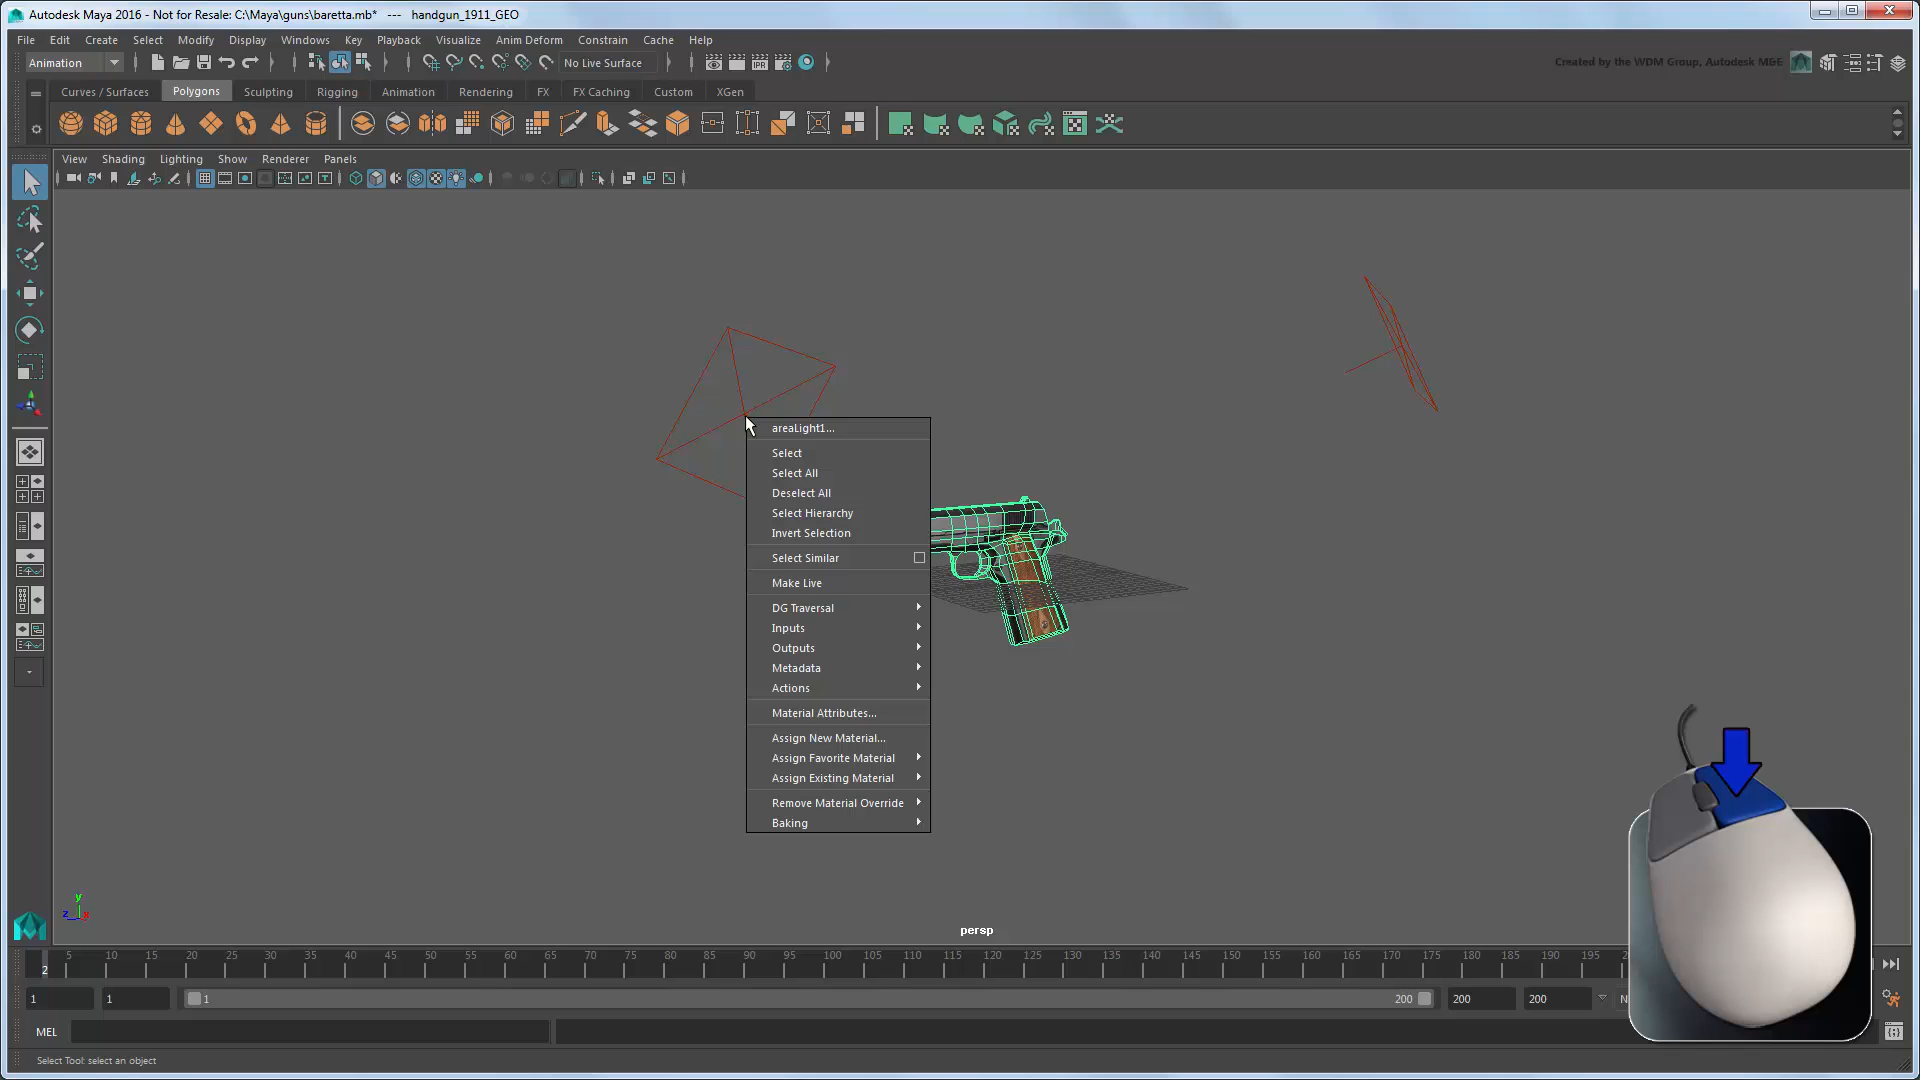 Autodesk Maya 2016 - Not for Resale: C:\Maya\guns\baretta.mb*   ---   handgun_1911_GEO
File Edit Create Select Modify Display Windows Key Playback Visualize Anim Deform Constrain Cache Help
Animation No Live Surface Created by the WDM Group, Autodesk M&E
Curves / Surfaces Polygons Sculpting Rigging Animation Rendering FX FX Caching Custom XGen
View Shading Lighting Show Renderer Panels
areaLight1...
Select
Select All
Deselect All
Select Hierarchy
Invert Selection
Select Similar
Make Live
DG Traversal
Inputs
Outputs
Metadata
Actions
Material Attributes...
Assign New Material...
Assign Favorite Material
Assign Existing Material
Remove Material Override
Baking
y
z x
persp
2 5 10 15 20 25 30 35 40 45 50 55 60 65 70 75 80 85 90 95 100 105 110 115 120 125 130 135 140 145 150 155 160 165 170 175 180 185 190 195
1 1 1 200 200 200 N
MEL
Select Tool: select an object